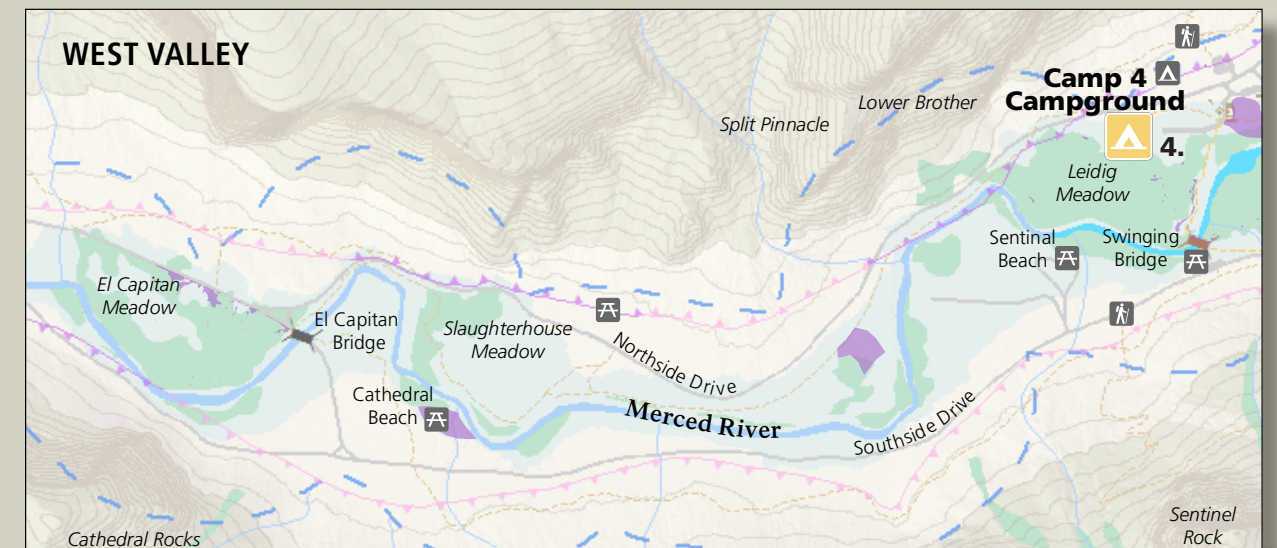 WEST VALLEY
Camp 4
Campground
4.
Lower Brother
Split Pinnacle
Leidig
Meadow
Sentinal
Beach
Swinging
Bridge
El Capitan
Meadow
El Capitan
Bridge
Slaughterhouse
Meadow
Northside Drive
Cathedral
Beach
Merced River
Southside Drive
Cathedral Rocks
Sentinel
Rock